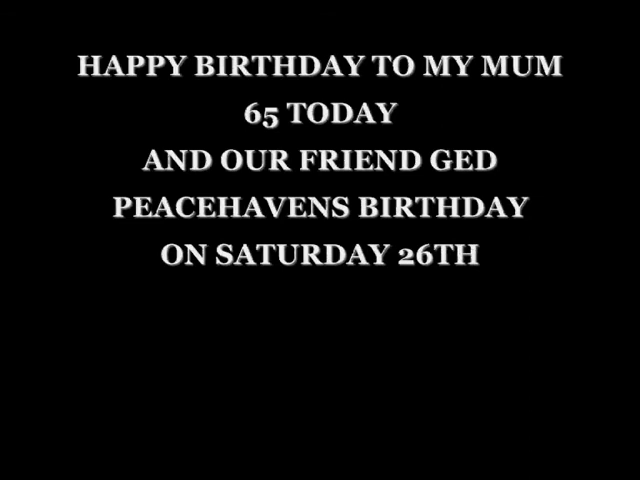 HAPPY BIRTHDAY TO MY MUM
65 TODAY
AND OUR FRIEND GED
PEACEHAVENS BIRTHDAY
ON SATURDAY 26TH